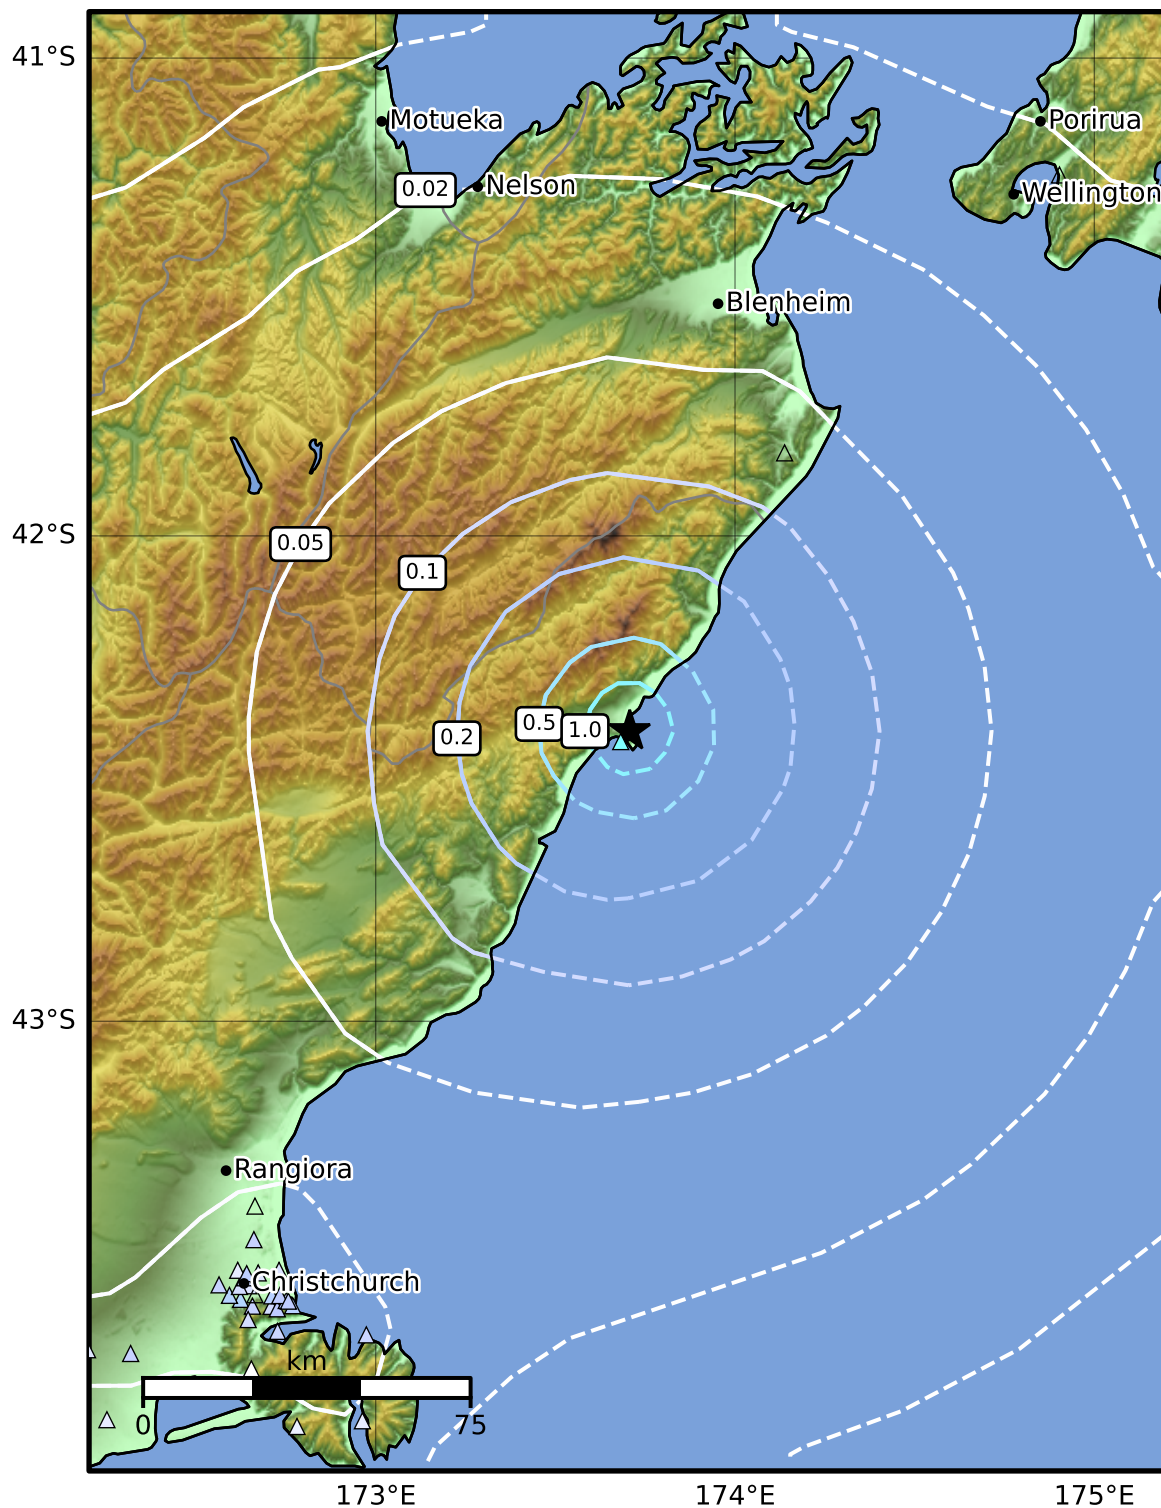 41°S
Motueka
Porirua
0.02
Nelson
Wellington
Blenheim
42°S
0.05
0.1
0.5
1.0
0.2
43°S
Rangiora
Christchurch
km
0
75
173°E
174°E
175°E